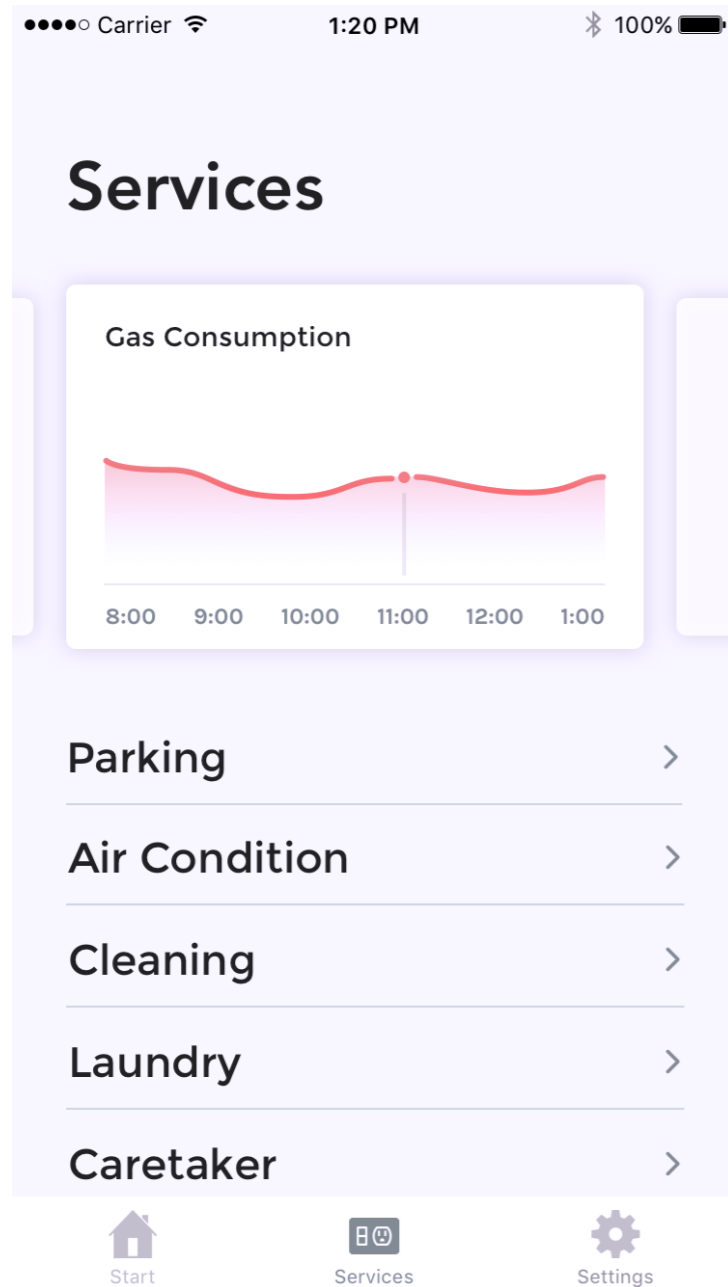 Carrier 1:20 PM 100%
Services
Gas Consumption
8:00 9:00 10:00 11:00 12:00 1:00
Parking
Air Condition
Cleaning
Laundry
Caretaker
Start Services Settings